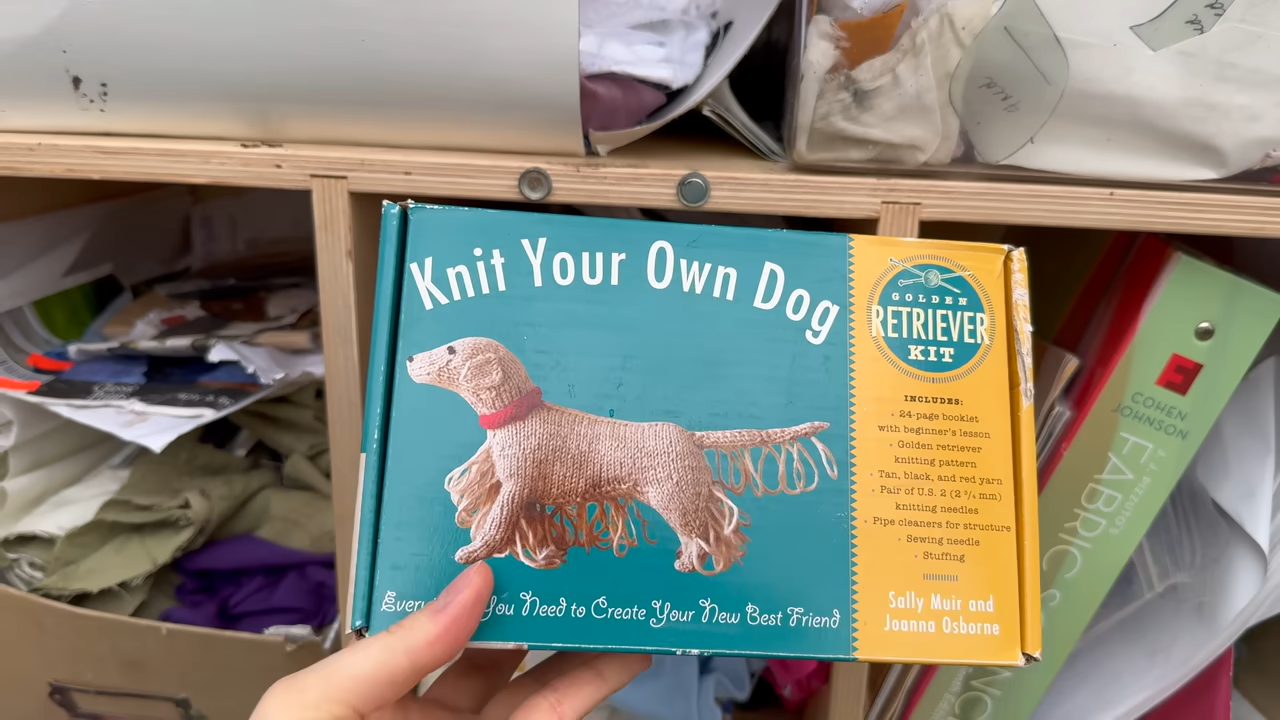 Knit Your Own Dog
GOLDEN
RETRIEVER
KIT
INCLUDES:
· 24-page booklet
with beginner's lesson
· Golden retriever
knitting pattern
· Tan, black, and red yarn
· Pair of U.S. 2 (2 3/4 mm)
knitting needles
· Pipe cleaners for structure
· Sewing needle
· Stuffing
Sally Muir and
Joanna Osborne
You Need to Create Your New Best Friend
COHEN
JOHNSON
J.J. PIZZUTO'S
FABRIC